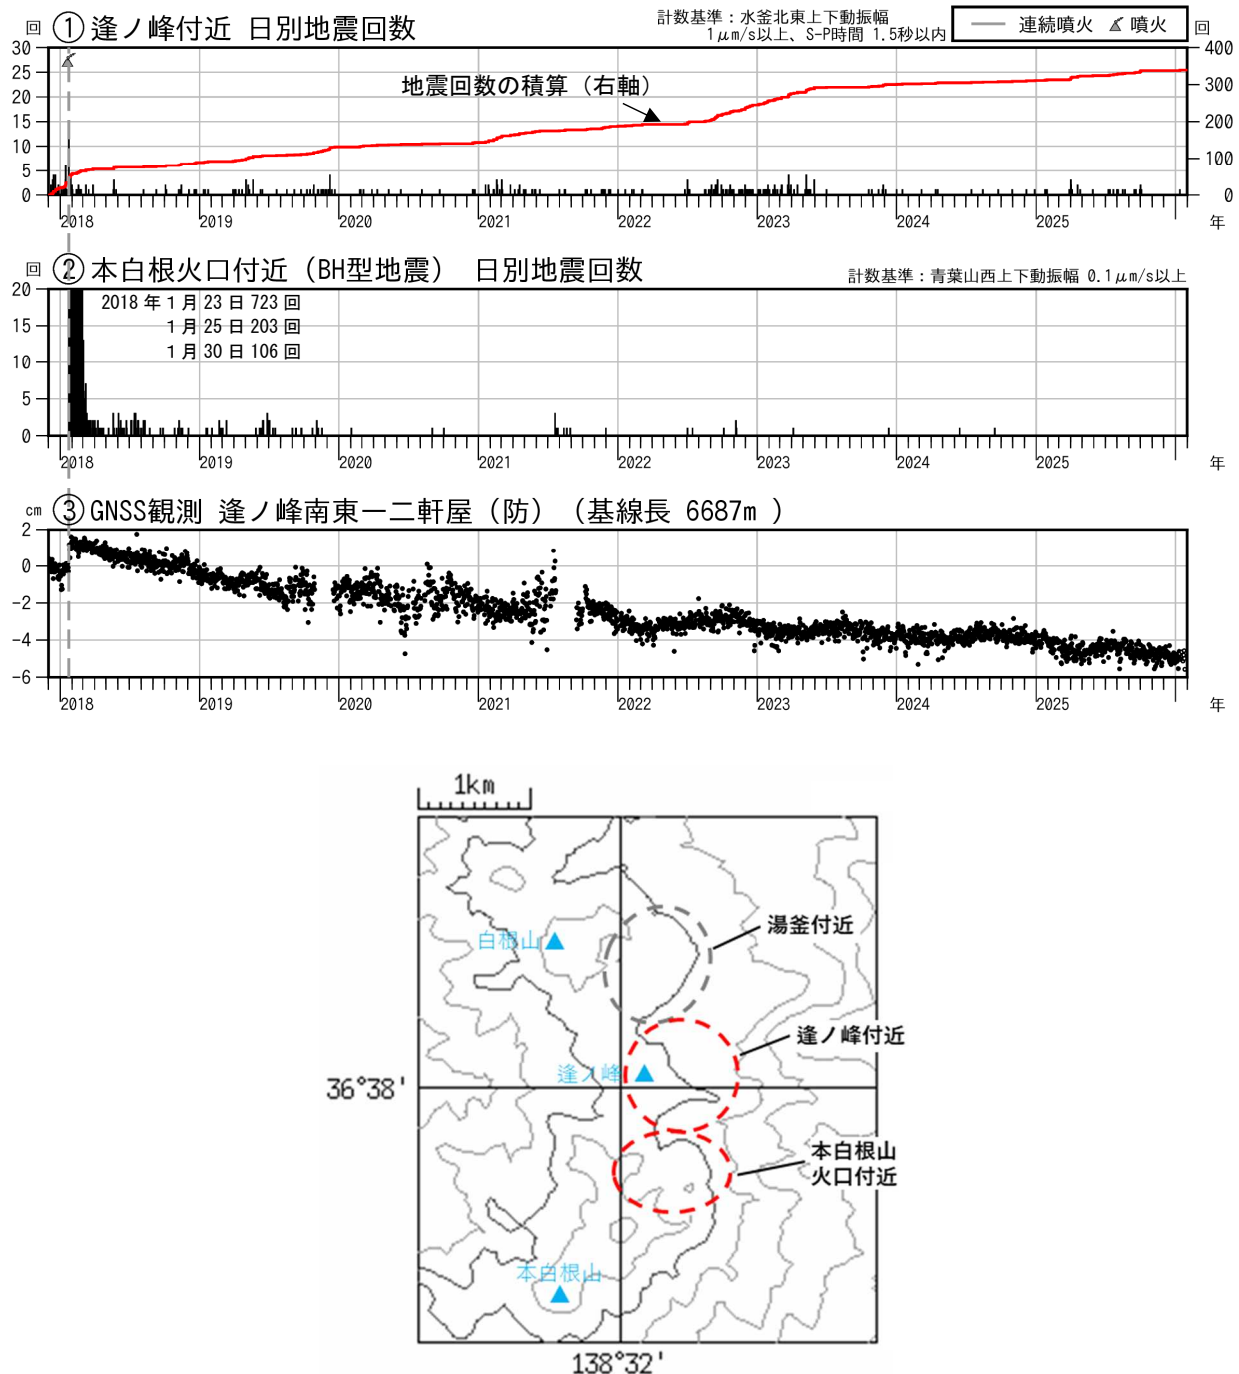 回 ① 逢ノ峰付近 日別地震回数
計数基準：水釜北東上下動振幅
1μm/s以上、S-P時間 1.5秒以内
連続噴火 噴火
回
30
25
20
15
10
5
0
400
300
200
100
0
地震回数の積算（右軸）
2018 2019 2020 2021 2022 2023 2024 2025 年
回 ② 本白根火口付近（BH型地震） 日別地震回数
計数基準：青葉山西上下動振幅 0.1μm/s以上
20
15
10
5
0
2018 年 1 月 23 日 723 回
1 月 25 日 203 回
1 月 30 日 106 回
2018 2019 2020 2021 2022 2023 2024 2025 年
cm ③ GNSS観測 逢ノ峰南東一二軒屋（防）（基線長 6687m ）
2
0
-2
-4
-6
2018 2019 2020 2021 2022 2023 2024 2025 年
1km
湯釜付近
白根山
逢ノ峰付近
逢ノ峰
36°38'
本白根山
火口付近
本白根山
138°32'